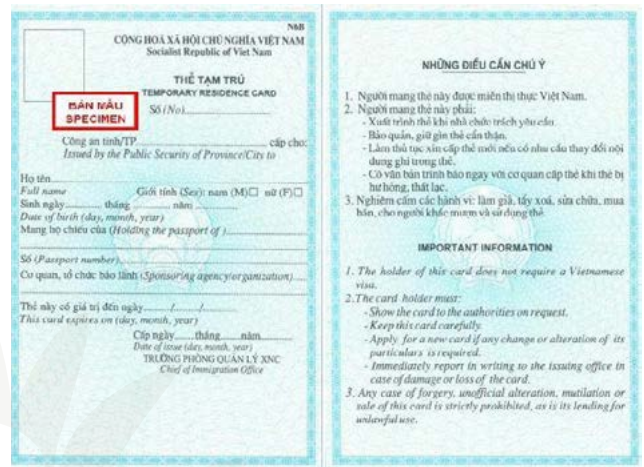 N6B
CỘNG HOÀ XÃ HỘI CHỦ NGHĨA VIỆT NAM
Socialist Republic of Viet Nam
THẺ TẠM TRÚ
TEMPORARY RESIDENCE CARD
BẢN MẪU
SPECIMEN
Số (No)
Công an tỉnh/TP cấp cho:
Issued by the Public Security of Province/City to
Họ tên
Full name Giới tính (Sex): nam (M)☐ nữ (F)☐
Sinh ngày tháng năm
Date of birth (day, month, year)
Mang hộ chiếu của (Holding the passport of )
Số (Passport number)
Cơ quan, tổ chức bảo lãnh (Sponsoring agency/organization)
Thẻ này có giá trị đến ngày / /
This card expires on (day, month, year)
Cấp ngày tháng năm
Date of issue (day, month, year)
TRƯỞNG PHÒNG QUẢN LÝ XNC
Chief of Immigration Office
NHỮNG ĐIỀU CẦN CHÚ Ý
1. Người mang thẻ này được miễn thị thực Việt Nam.
2. Người mang thẻ này phải:
- Xuất trình thẻ khi nhà chức trách yêu cầu.
- Bảo quản, giữ gìn thẻ cẩn thận.
- Làm thủ tục xin cấp thẻ mới nếu có nhu cầu thay đổi nội
dung ghi trong thẻ.
- Có văn bản trình báo ngay với cơ quan cấp thẻ khi thẻ bị
hư hỏng, thất lạc.
3. Nghiêm cấm các hành vi: làm giả, tẩy xoá, sửa chữa, mua
bán, cho người khác mượn và sử dụng thẻ.
IMPORTANT INFORMATION
1. The holder of this card does not require a Vietnamese
visa.
2.The card holder must:
- Show the card to the authorities on request.
- Keep this card carefully.
- Apply for a new card if any change or alteration of its
particulars is required.
- Immediately report in writing to the issuing office in
case of damage or loss of the card.
3. Any case of forgery, unofficial alteration, mutilation or
sale of this card is strictly prohibited, as is its lending for
unlawful use.